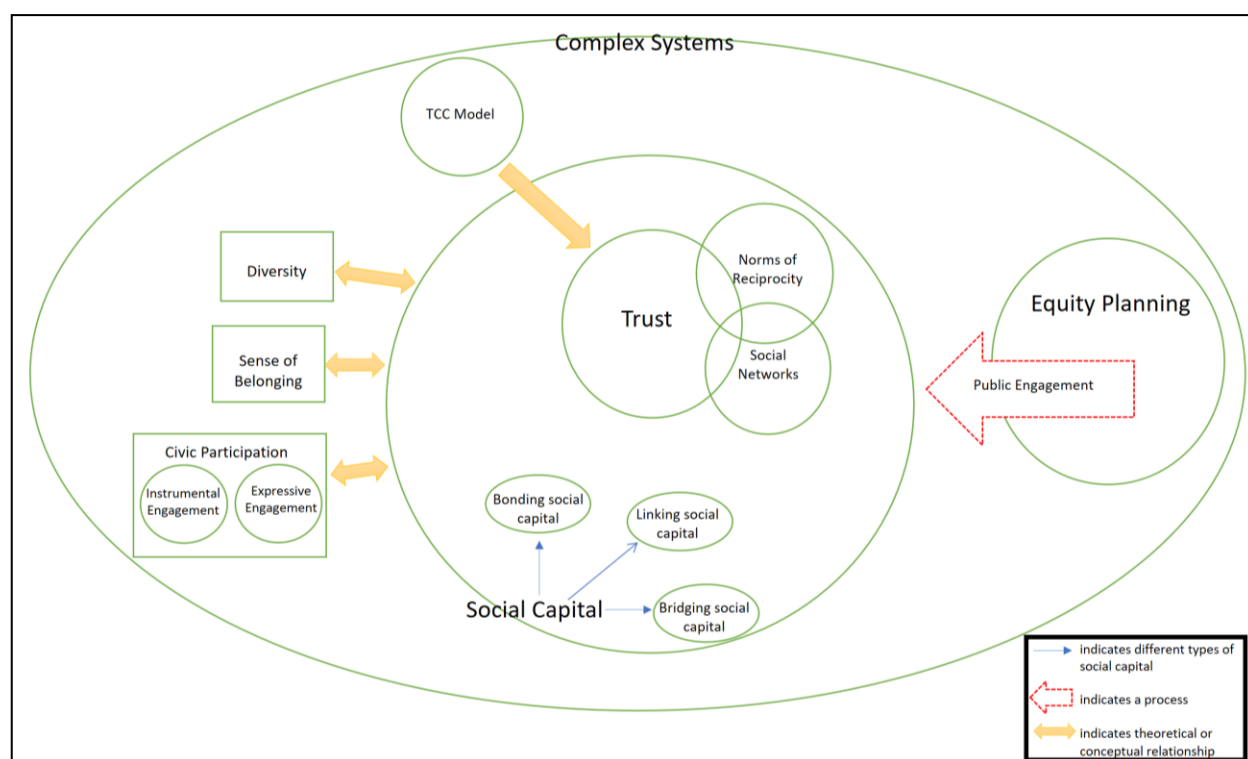 Complex Systems
TCC Model
Diversity
Sense of
Belonging
Civic Participation
Instrumental
Engagement
Expressive
Engagement
Trust
Norms of
Reciprocity
Social
Networks
Equity Planning
Public Engagement
Bonding social
capital
Linking social
capital
Social Capital
Bridging social
capital
indicates different types of
social capital
indicates a process
indicates theoretical or
conceptual relationship